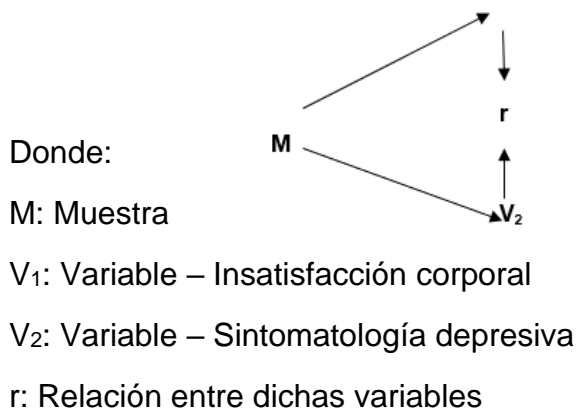 r
M
V₂
Donde:
M: Muestra
V₁: Variable – Insatisfacción corporal
V₂: Variable – Sintomatología depresiva
r: Relación entre dichas variables